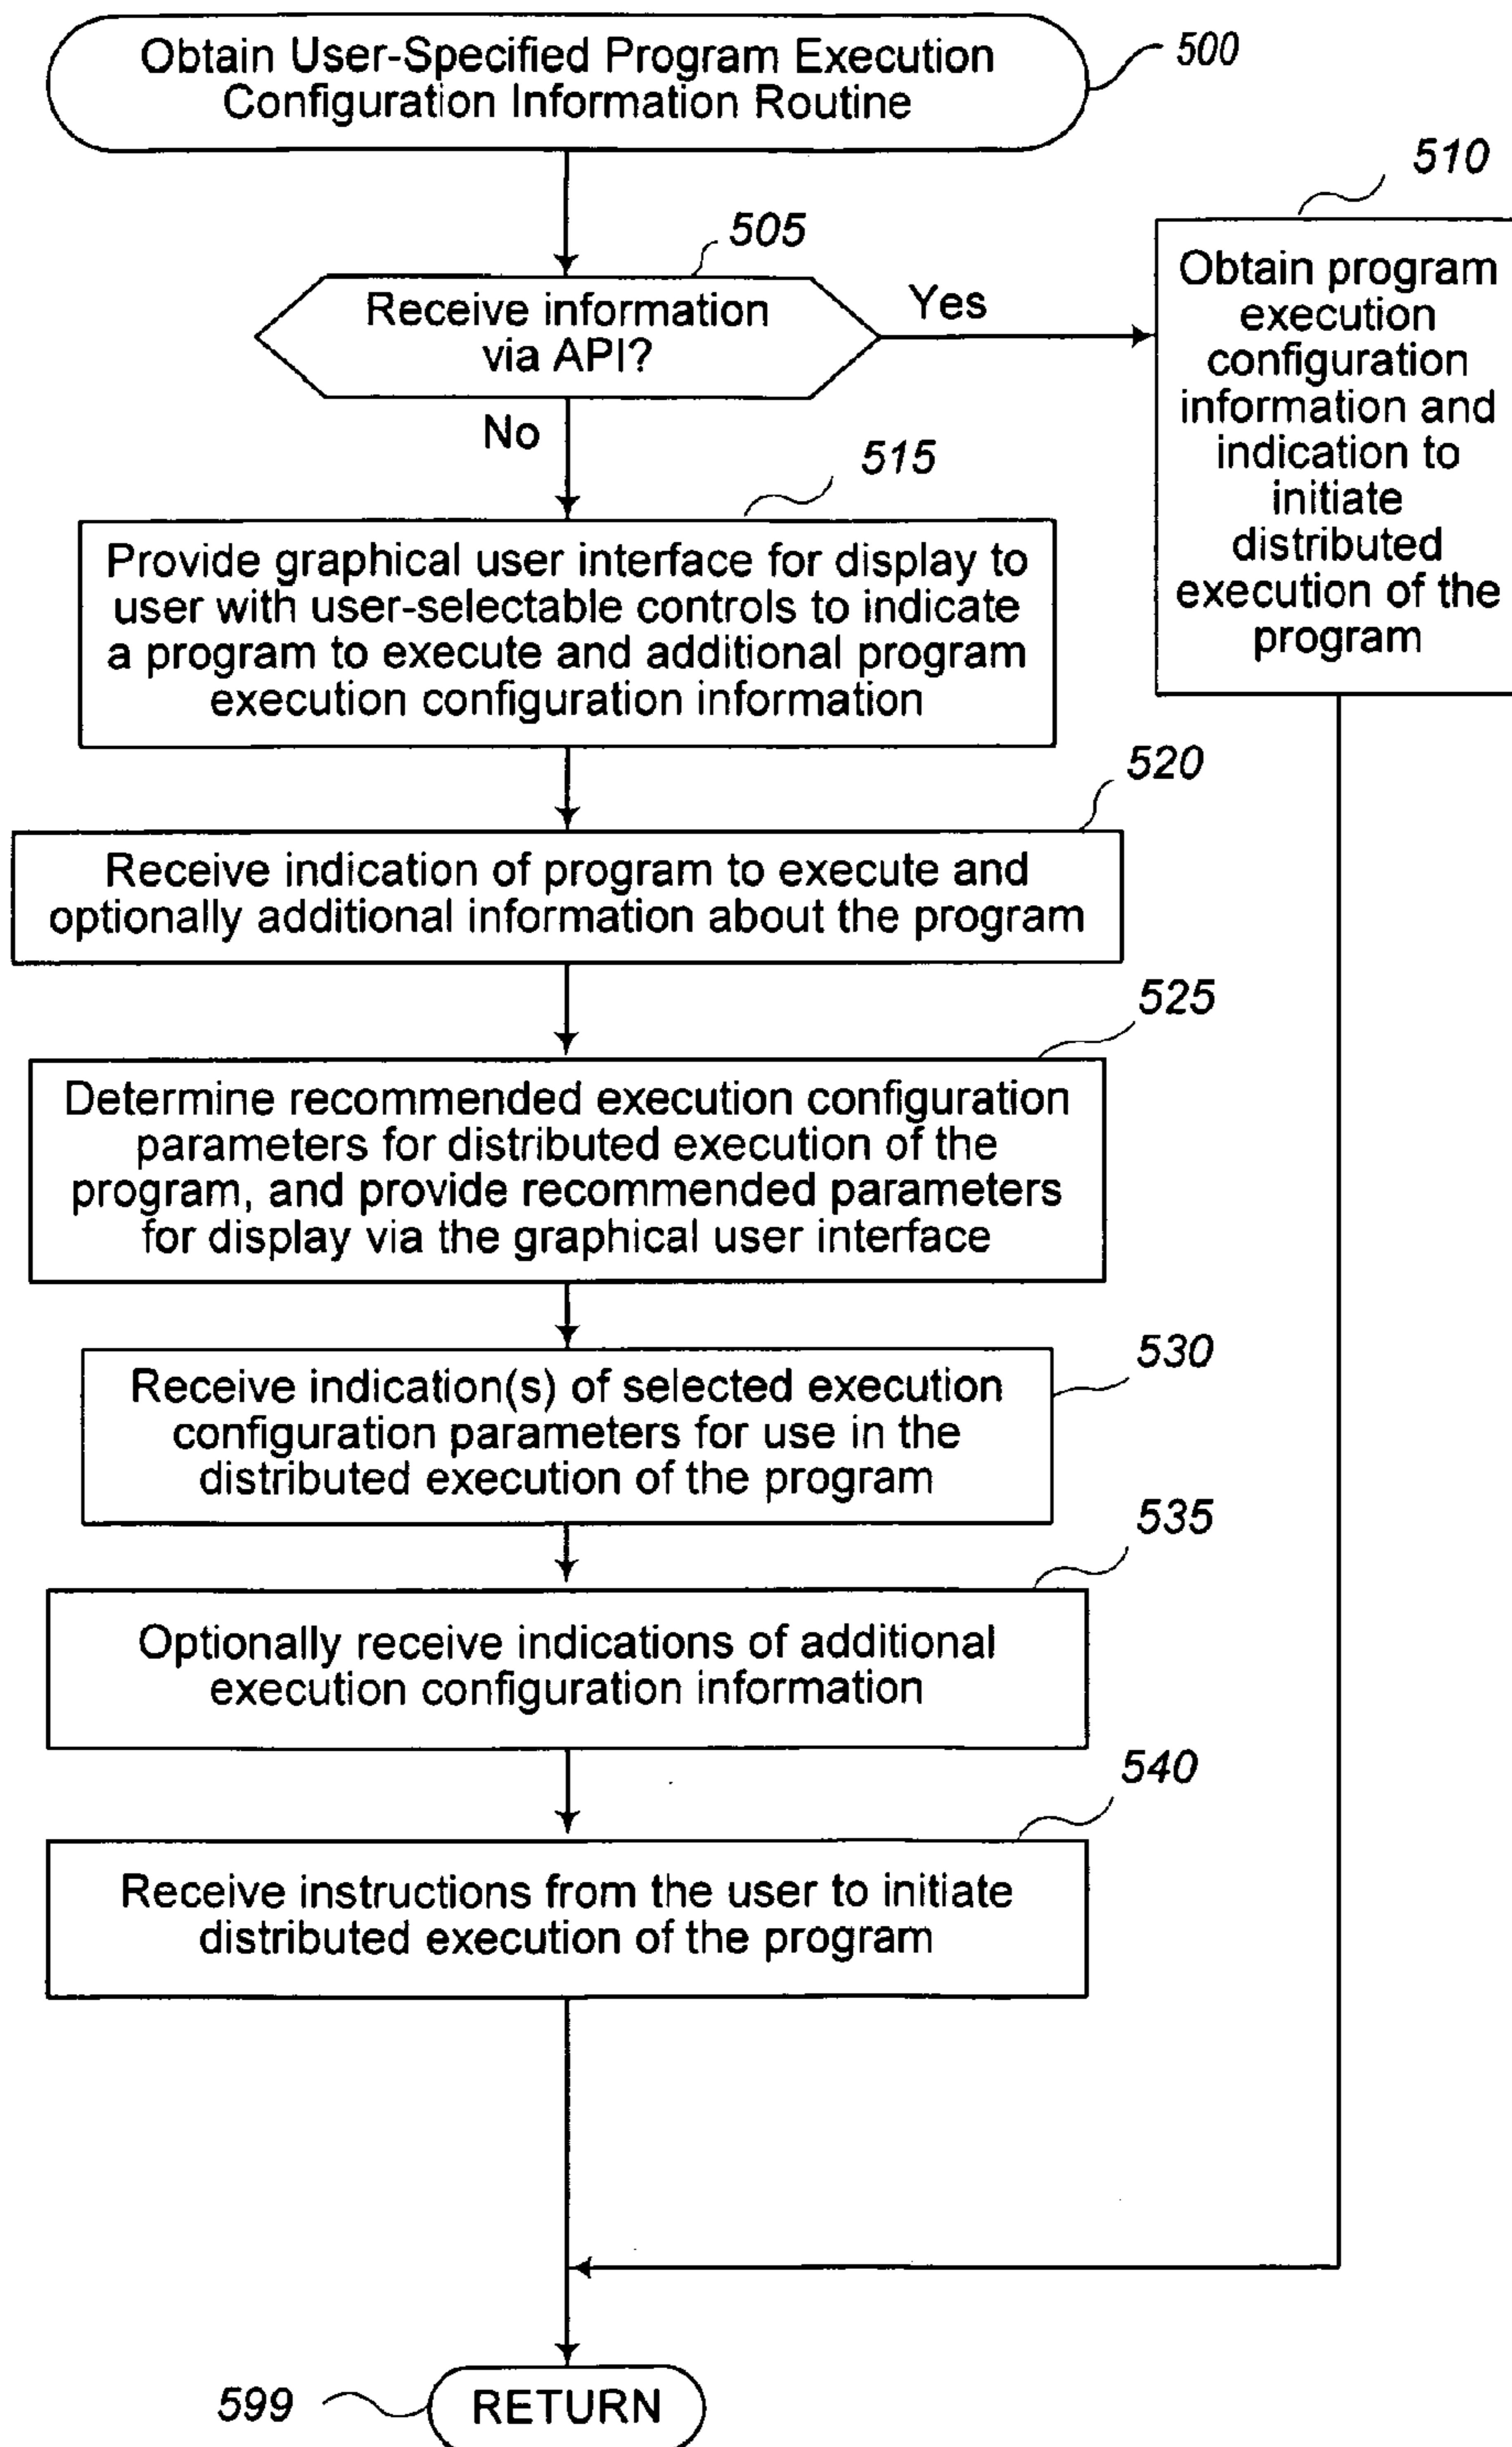 Obtain User-Specified Program Execution
Configuration Information Routine
500
505
Receive information
via API?
Yes
No
510
Obtain program
execution
configuration
information and
indication to
initiate
distributed
execution of the
program
515
Provide graphical user interface for display to
user with user-selectable controls to indicate
a program to execute and additional program
execution configuration information
520
Receive indication of program to execute and
optionally additional information about the program
525
Determine recommended execution configuration
parameters for distributed execution of the
program, and provide recommended parameters
for display via the graphical user interface
530
Receive indication(s) of selected execution
configuration parameters for use in the
distributed execution of the program
535
Optionally receive indications of additional
execution configuration information
540
Receive instructions from the user to initiate
distributed execution of the program
599
RETURN